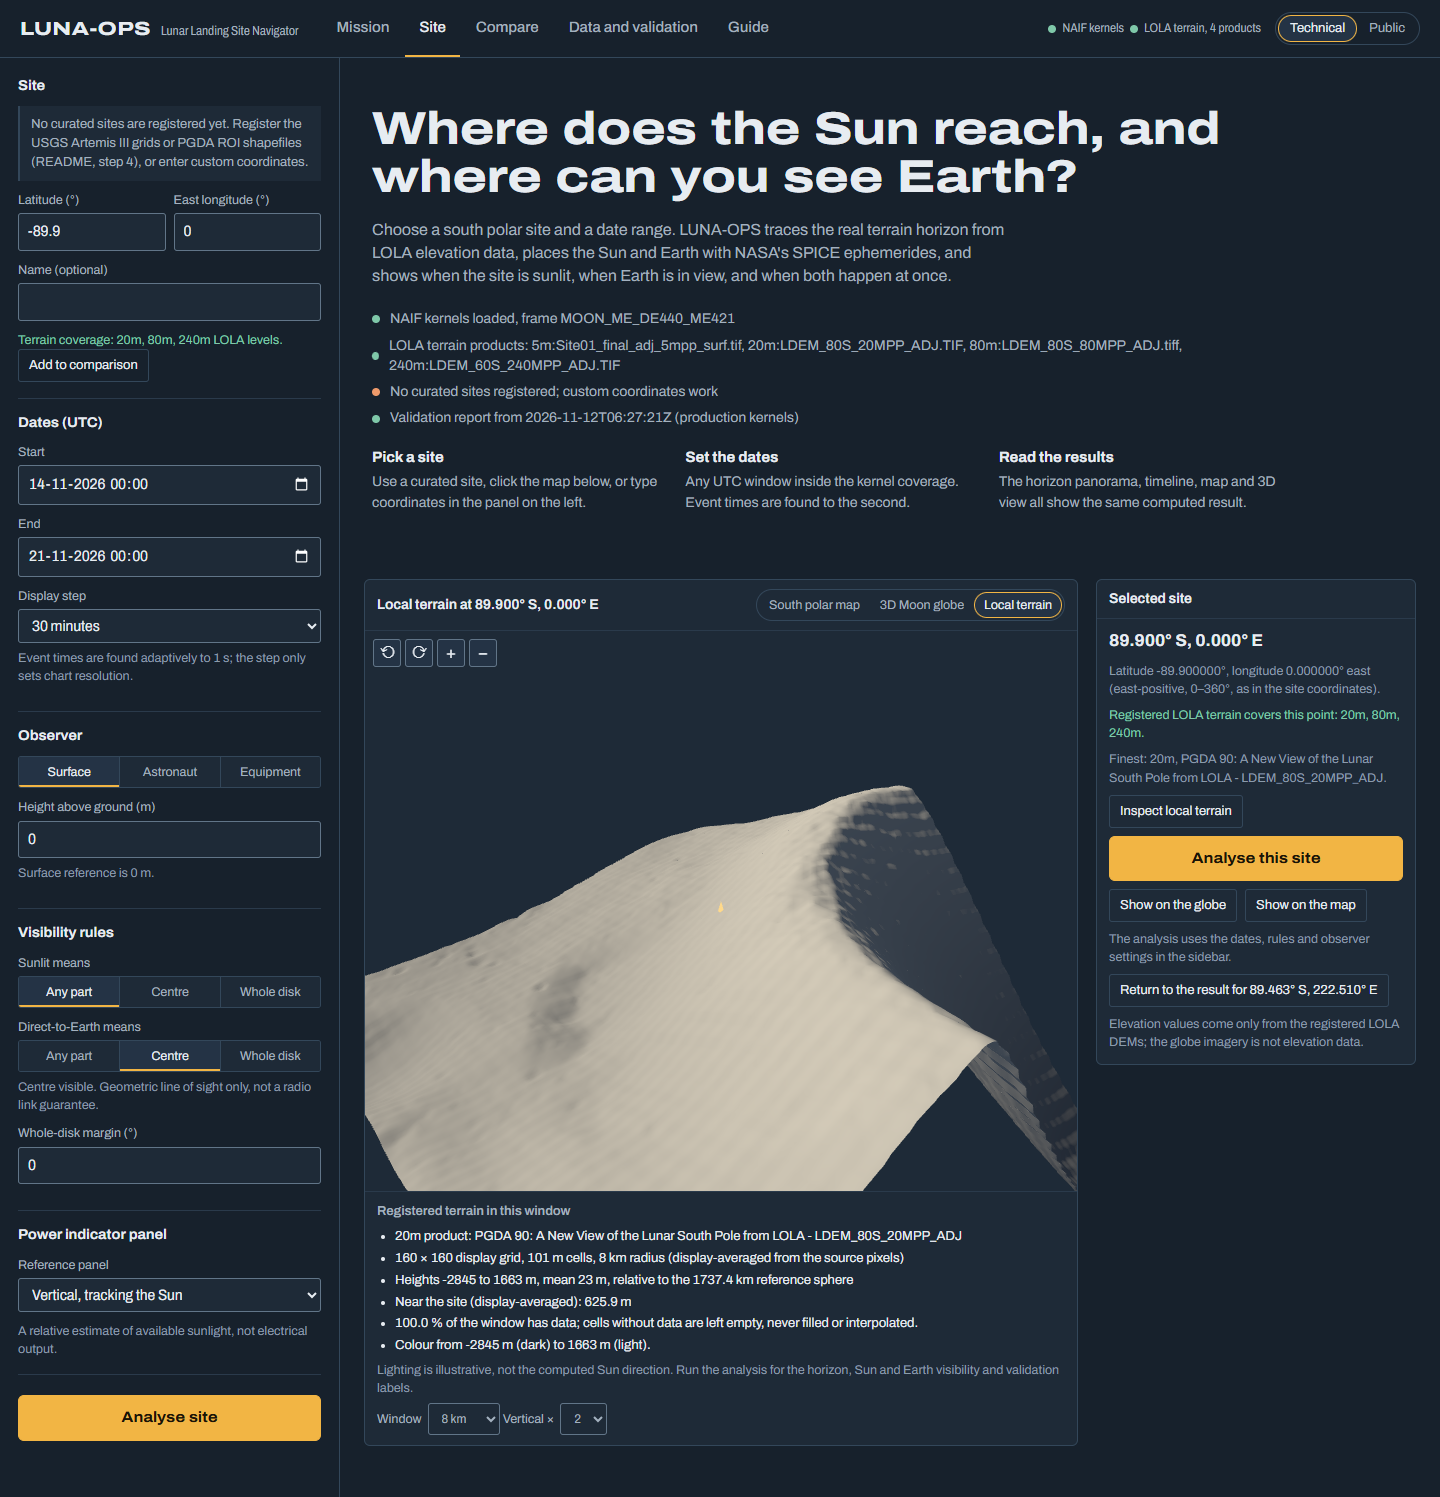 LUNA-OPS Lunar Landing Site Navigator
Mission
Site
Compare
Data and validation
Guide
NAIF kernels
LOLA terrain, 4 products
Technical
Public
Site
No curated sites are registered yet. Register the
USGS Artemis III grids or PGDA ROI shapefiles
(README, step 4), or enter custom coordinates.
Latitude (°)
East longitude (°)
-89.9
0
Name (optional)
Terrain coverage: 20m, 80m, 240m LOLA levels.
Add to comparison
Dates (UTC)
Start
14-11-2026 00:00
End
21-11-2026 00:00
Display step
30 minutes
Event times are found adaptively to 1 s; the step only
sets chart resolution.
Observer
Surface
Astronaut
Equipment
Height above ground (m)
0
Surface reference is 0 m.
Visibility rules
Sunlit means
Any part
Centre
Whole disk
Direct-to-Earth means
Any part
Centre
Whole disk
Centre visible. Geometric line of sight only, not a radio
link guarantee.
Whole-disk margin (°)
0
Power indicator panel
Reference panel
Vertical, tracking the Sun
A relative estimate of available sunlight, not electrical
output.
Analyse site
Where does the Sun reach, and
where can you see Earth?
Choose a south polar site and a date range. LUNA-OPS traces the real terrain horizon from
LOLA elevation data, places the Sun and Earth with NASA's SPICE ephemerides, and
shows when the site is sunlit, when Earth is in view, and when both happen at once.
NAIF kernels loaded, frame MOON_ME_DE440_ME421
LOLA terrain products: 5m:Site01_final_adj_5mpp_surf.tif, 20m:LDEM_80S_20MPP_ADJ.TIF, 80m:LDEM_80S_80MPP_ADJ.tiff,
240m:LDEM_60S_240MPP_ADJ.TIF
No curated sites registered; custom coordinates work
Validation report from 2026-11-12T06:27:21Z (production kernels)
Pick a site
Use a curated site, click the map below, or type
coordinates in the panel on the left.
Set the dates
Any UTC window inside the kernel coverage.
Event times are found to the second.
Read the results
The horizon panorama, timeline, map and 3D
view all show the same computed result.
Local terrain at 89.900° S, 0.000° E
South polar map
3D Moon globe
Local terrain
+
−
Registered terrain in this window
• 20m product: PGDA 90: A New View of the Lunar South Pole from LOLA - LDEM_80S_20MPP_ADJ
• 160 × 160 display grid, 101 m cells, 8 km radius (display-averaged from the source pixels)
• Heights -2845 to 1663 m, mean 23 m, relative to the 1737.4 km reference sphere
• Near the site (display-averaged): 625.9 m
• 100.0 % of the window has data; cells without data are left empty, never filled or interpolated.
• Colour from -2845 m (dark) to 1663 m (light).
Lighting is illustrative, not the computed Sun direction. Run the analysis for the horizon, Sun and Earth visibility and validation
labels.
Window
8 km
Vertical ×
2
Selected site
89.900° S, 0.000° E
Latitude -89.900000°, longitude 0.000000° east
(east-positive, 0–360°, as in the site coordinates).
Registered LOLA terrain covers this point: 20m, 80m,
240m.
Finest: 20m, PGDA 90: A New View of the Lunar
South Pole from LOLA - LDEM_80S_20MPP_ADJ.
Inspect local terrain
Analyse this site
Show on the globe
Show on the map
The analysis uses the dates, rules and observer
settings in the sidebar.
Return to the result for 89.463° S, 222.510° E
Elevation values come only from the registered LOLA
DEMs; the globe imagery is not elevation data.